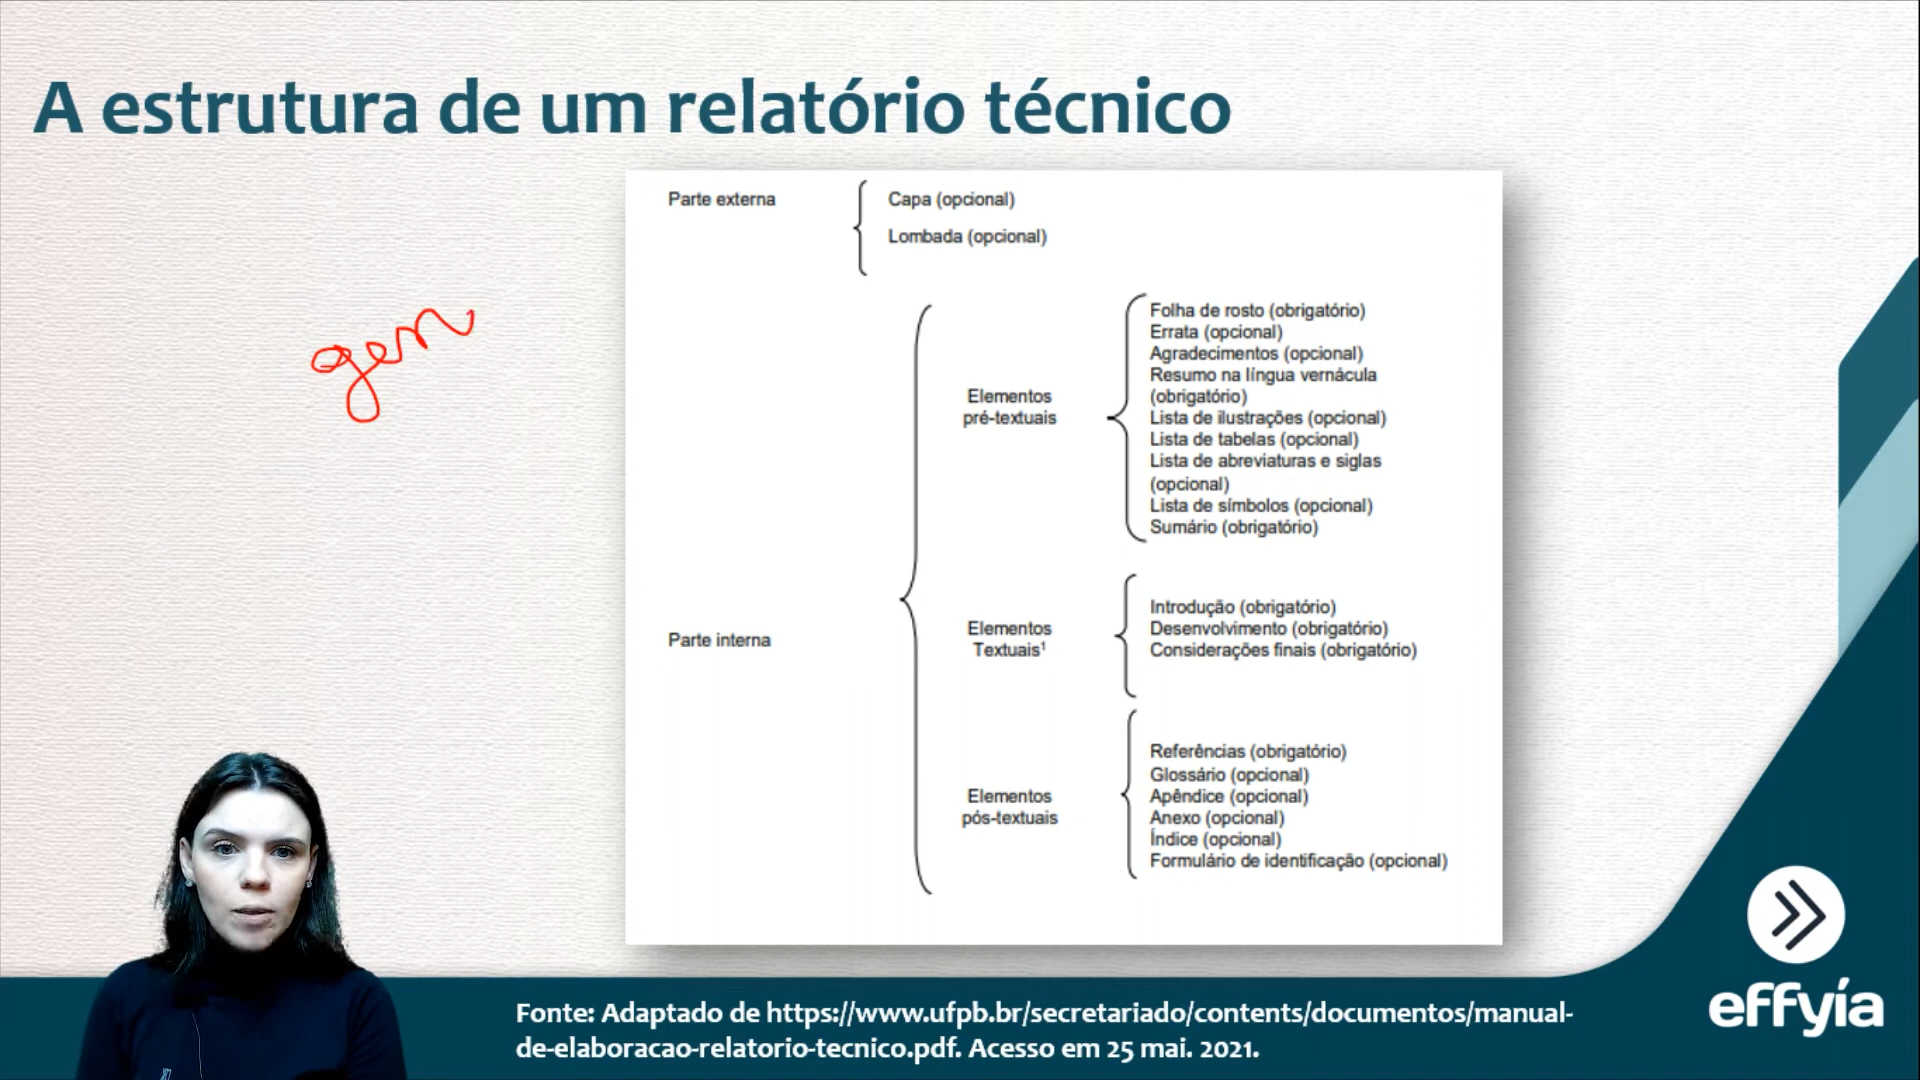 A estrutura de um relatório técnico
Parte externa
Capa (opcional)
Lombada (opcional)
gen
Parte interna
Elementos
pré-textuais
Folha de rosto (obrigatório)
Errata (opcional)
Agradecimentos (opcional)
Resumo na língua vernácula
(obrigatório)
Lista de ilustrações (opcional)
Lista de tabelas (opcional)
Lista de abreviaturas e siglas
(opcional)
Lista de símbolos (opcional)
Sumário (obrigatório)
Elementos
Textuais¹
Introdução (obrigatório)
Desenvolvimento (obrigatório)
Considerações finais (obrigatório)
Elementos
pós-textuais
Referências (obrigatório)
Glossário (opcional)
Apêndice (opcional)
Anexo (opcional)
Índice (opcional)
Formulário de identificação (opcional)
Fonte: Adaptado de https://www.ufpb.br/secretariado/contents/documentos/manual-
de-elaboracao-relatorio-tecnico.pdf. Acesso em 25 mai. 2021.
effyía